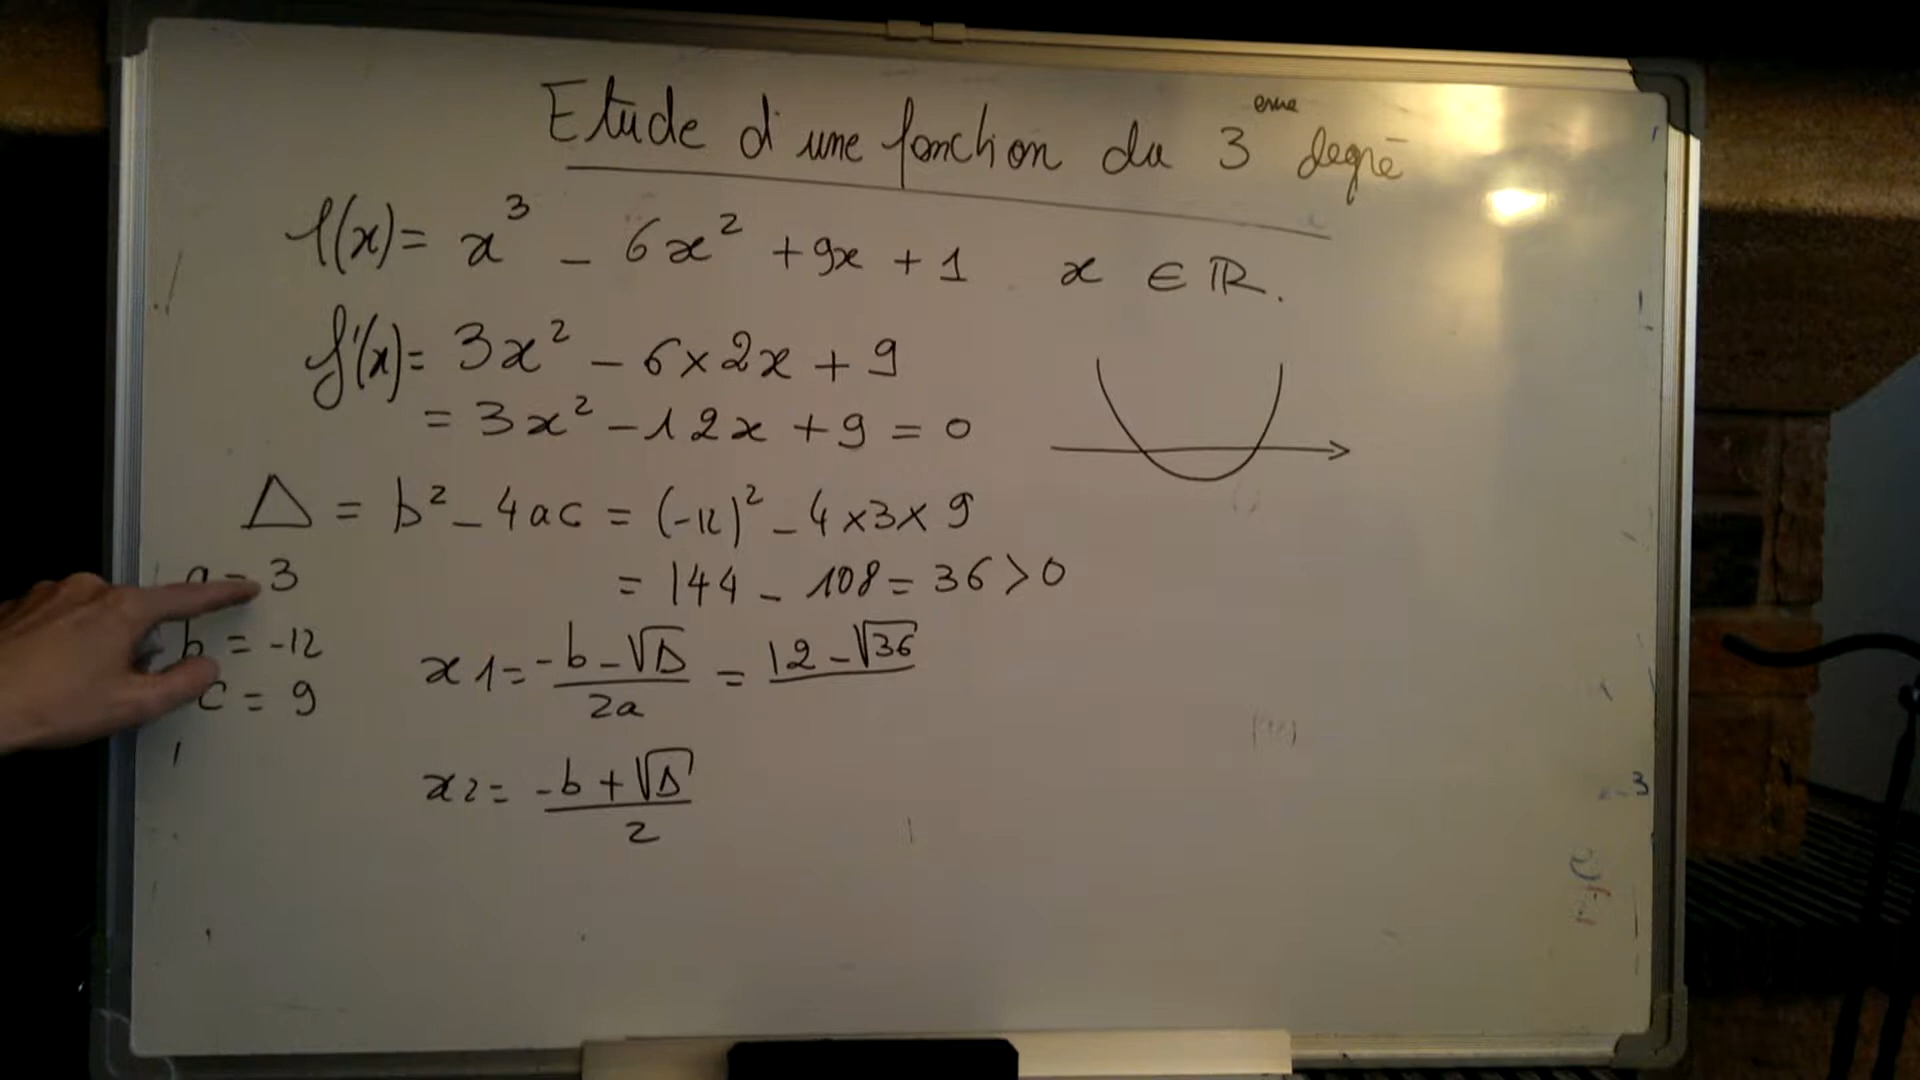 Etude d'une fonction du 3eme degré
f(x) = x³ - 6x² + 9x + 1 x ∈ ℝ.
f'(x) = 3x² - 6×2x + 9
= 3x² - 12x + 9 = 0
Δ = b² - 4ac = (-12)² - 4×3×9
a = 3
= 144 - 108 = 36 > 0
b = -12
x1 = (-b - √Δ)/2a = 12 - √36
c = 9
x2 = (-b + √Δ)/2